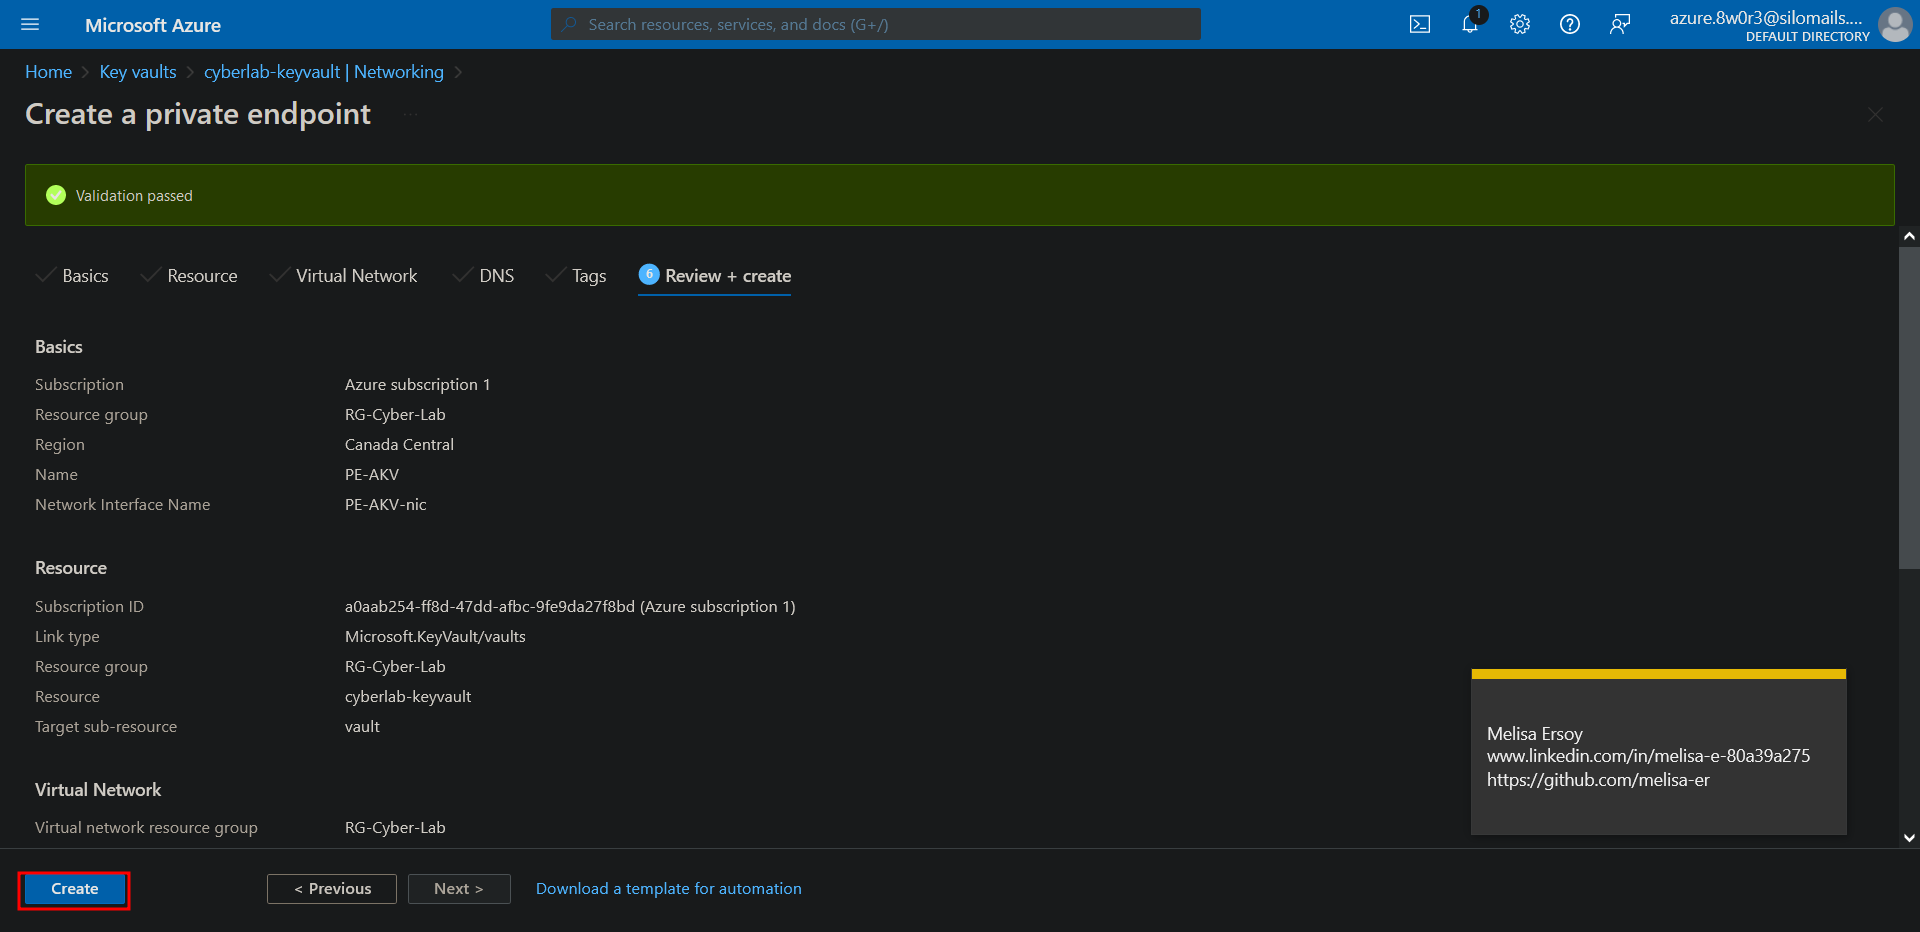 Microsoft Azure
Search resources, services, and docs (G+/)
1
azure.8w0r3@silomails....
DEFAULT DIRECTORY
Home > Key vaults > cyberlab-keyvault | Networking >
Create a private endpoint ...
Validation passed
Basics
Resource
Virtual Network
DNS
Tags
6 Review + create
Basics
Subscription Azure subscription 1
Resource group RG-Cyber-Lab
Region Canada Central
Name PE-AKV
Network Interface Name PE-AKV-nic
Resource
Subscription ID a0aab254-ff8d-47dd-afbc-9fe9da27f8bd (Azure subscription 1)
Link type Microsoft.KeyVault/vaults
Resource group RG-Cyber-Lab
Resource cyberlab-keyvault
Target sub-resource vault
Virtual Network
Virtual network resource group RG-Cyber-Lab
Melisa Ersoy
www.linkedin.com/in/melisa-e-80a39a275
https://github.com/melisa-er
Create
< Previous
Next >
Download a template for automation